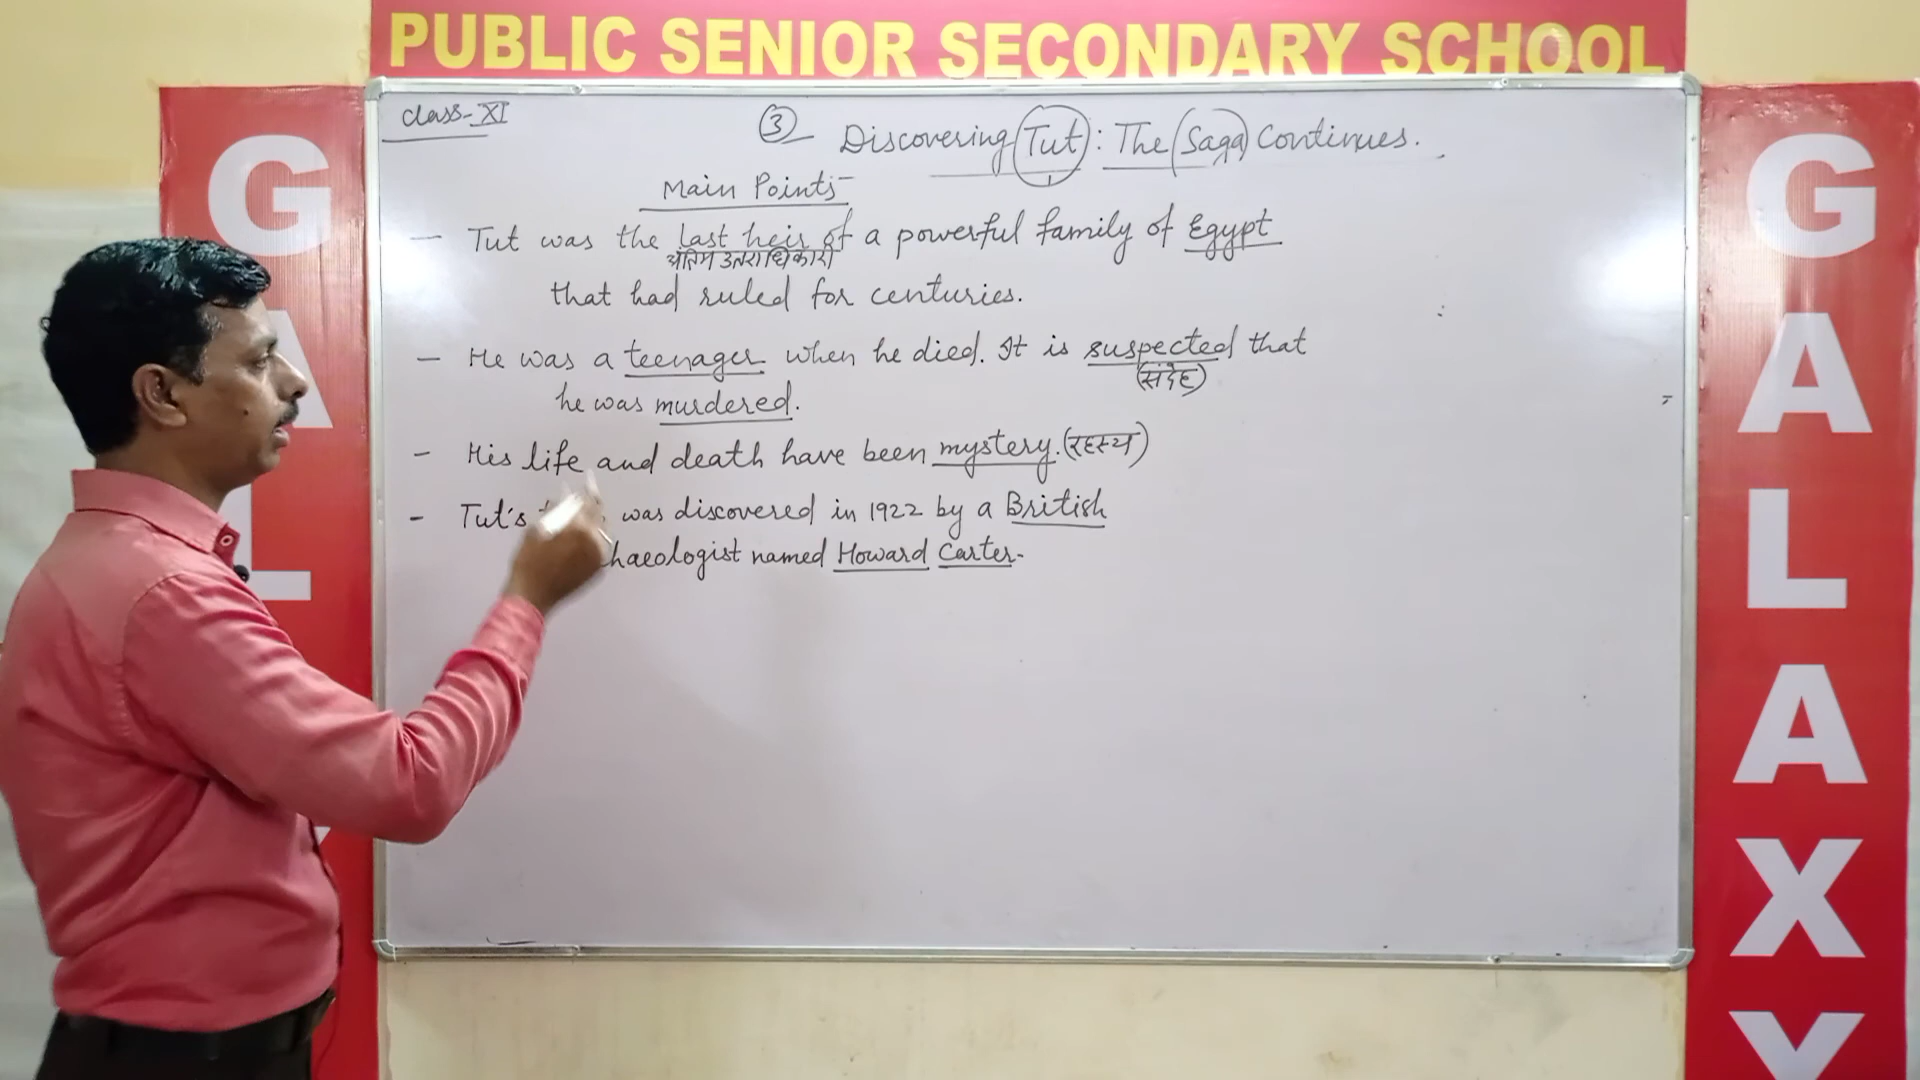 PUBLIC SENIOR SECONDARY SCHOOL
GALAXY
GALAXY
Class-XI
③ Discovering Tut: The Saga Continues.
Main Points-
— Tut was the last heir of a powerful family of Egypt
अंतिम उत्तराधिकारी
that had ruled for centuries.
— He was a teenager when he died. It is suspected that
(संदेह)
he was murdered.
- His life and death have been mystery. (रहस्य)
- Tut's was discovered in 1922 by a British
haeologist named Howard Carter-